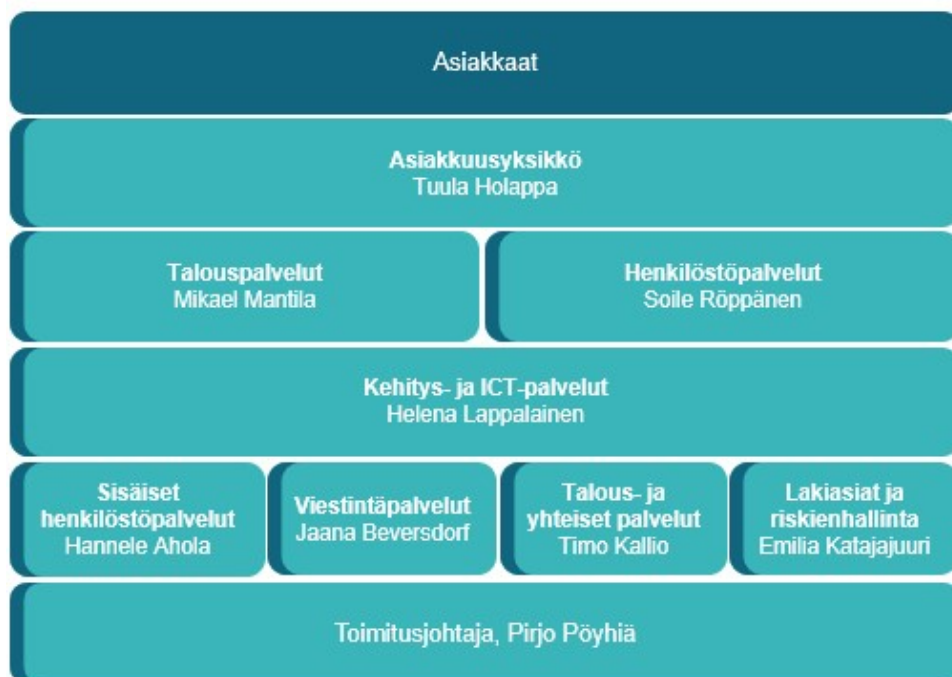 Asiakkaat
Asiakkuusyksikkö
Tuula Holappa
Talouspalvelut
Mikael Mantila
Henkilöstöpalvelut
Soile Röppänen
Kehitys- ja ICT-palvelut
Helena Lappalainen
Sisäiset
henkilöstöpalvelut
Hannele Ahola
Viestintäpalvelut
Jaana Beversdorf
Talous- ja
yhteiset palvelut
Timo Kallio
Lakiasiat ja
riskienhallinta
Emilia Katajajuuri
Toimitusjohtaja, Pirjo Pöyhiä